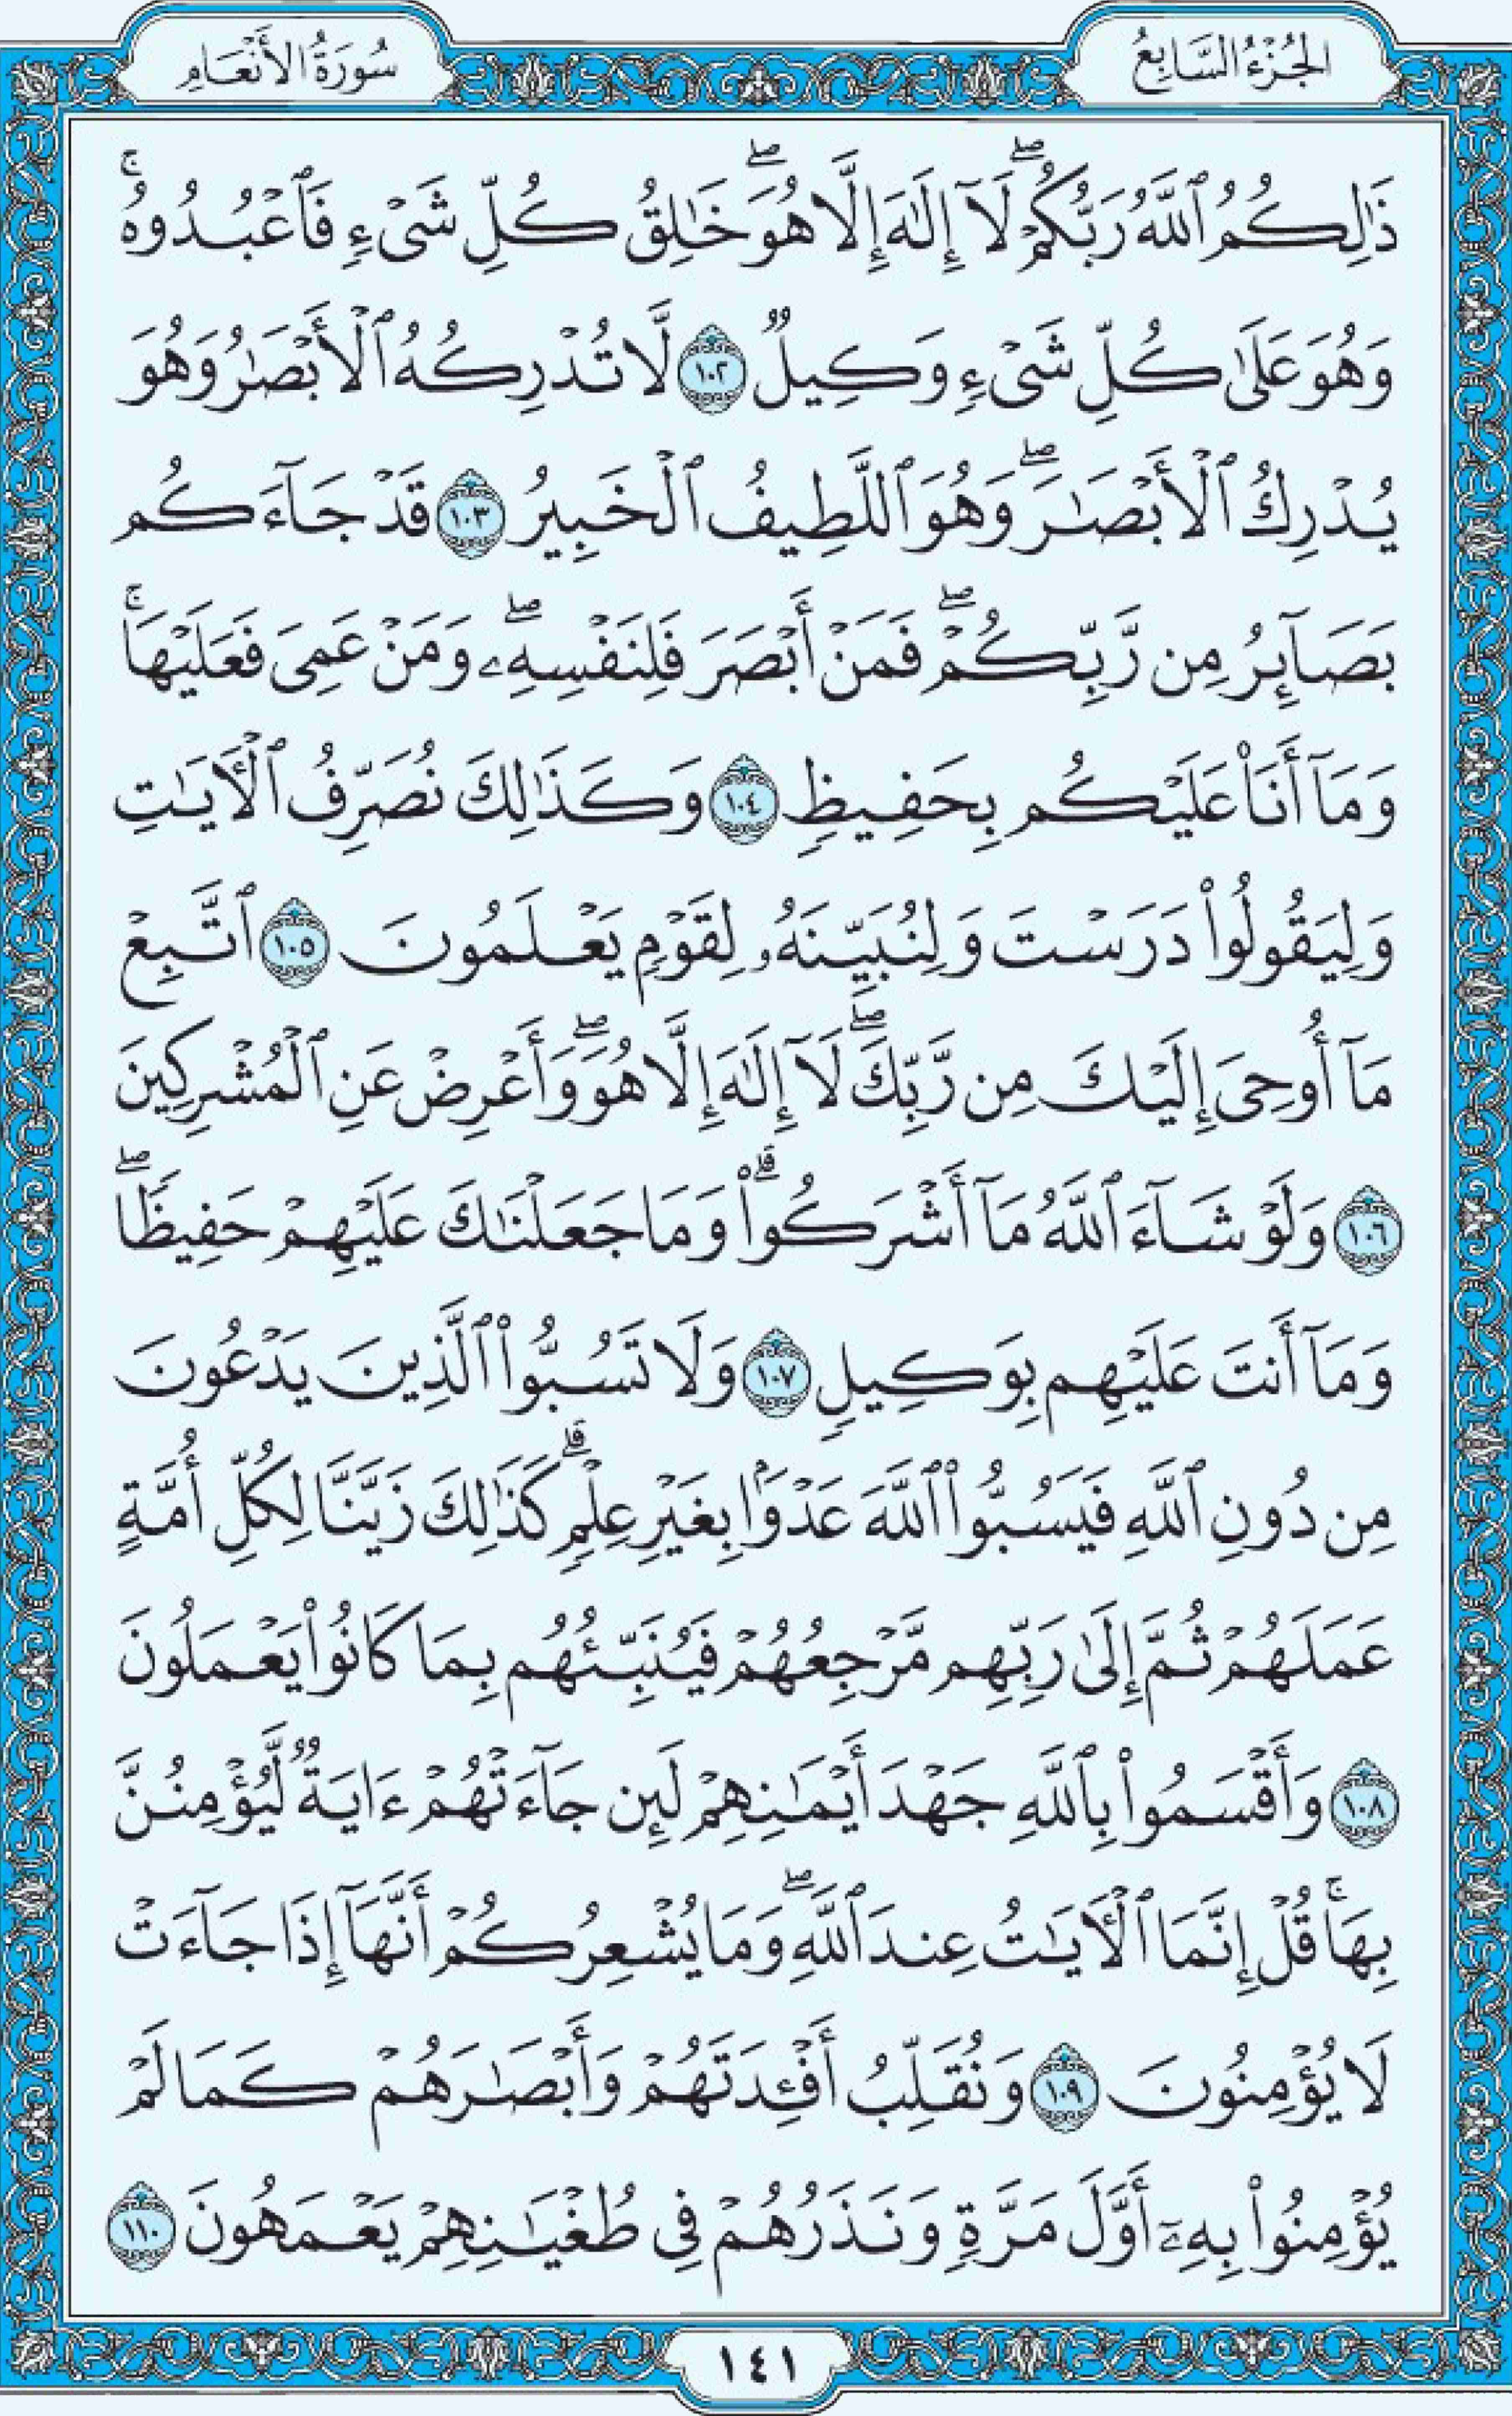 الجُزْءُ السَّابِعُ
سُورَةُ الأَنْعَامِ
ذَٰلِكُمُ ٱللَّهُ رَبُّكُمْۖ لَآ إِلَٰهَ إِلَّا هُوَۖ خَٰلِقُ كُلِّ شَىْءٍ فَٱعْبُدُوهُۚ
وَهُوَ عَلَىٰ كُلِّ شَىْءٍ وَكِيلٌ ١٠٢ لَّا تُدْرِكُهُ ٱلْأَبْصَٰرُ وَهُوَ
يُدْرِكُ ٱلْأَبْصَٰرَۖ وَهُوَ ٱللَّطِيفُ ٱلْخَبِيرُ ١٠٣ قَدْ جَآءَكُم
بَصَآئِرُ مِن رَّبِّكُمْۖ فَمَنْ أَبْصَرَ فَلِنَفْسِهِۦۖ وَمَنْ عَمِىَ فَعَلَيْهَاۚ
وَمَآ أَنَا۠ عَلَيْكُم بِحَفِيظٍ ١٠٤ وَكَذَٰلِكَ نُصَرِّفُ ٱلْأَيَٰتِ
وَلِيَقُولُوا۟ دَرَسْتَ وَلِنُبَيِّنَهُۥ لِقَوْمٍ يَعْلَمُونَ ١٠٥ ٱتَّبِعْ
مَآ أُوحِىَ إِلَيْكَ مِن رَّبِّكَۖ لَآ إِلَٰهَ إِلَّا هُوَۖ وَأَعْرِضْ عَنِ ٱلْمُشْرِكِينَ
١٠٦ وَلَوْ شَآءَ ٱللَّهُ مَآ أَشْرَكُوا۟ۗ وَمَا جَعَلْنَٰكَ عَلَيْهِمْ حَفِيظًاۖ
وَمَآ أَنتَ عَلَيْهِم بِوَكِيلٍ ١٠٧ وَلَا تَسُبُّوا۟ ٱلَّذِينَ يَدْعُونَ
مِن دُونِ ٱللَّهِ فَيَسُبُّوا۟ ٱللَّهَ عَدْوًۢا بِغَيْرِ عِلْمٍۗ كَذَٰلِكَ زَيَّنَّا لِكُلِّ أُمَّةٍ
عَمَلَهُمْ ثُمَّ إِلَىٰ رَبِّهِم مَّرْجِعُهُمْ فَيُنَبِّئُهُم بِمَا كَانُوا۟ يَعْمَلُونَ
١٠٨ وَأَقْسَمُوا۟ بِٱللَّهِ جَهْدَ أَيْمَٰنِهِمْ لَئِن جَآءَتْهُمْ ءَايَةٌ لَّيُؤْمِنُنَّ
بِهَاۚ قُلْ إِنَّمَا ٱلْأَيَٰتُ عِندَ ٱللَّهِۖ وَمَا يُشْعِرُكُمْ أَنَّهَآ إِذَا جَآءَتْ
لَا يُؤْمِنُونَ ١٠٩ وَنُقَلِّبُ أَفْـِٔدَتَهُمْ وَأَبْصَٰرَهُمْ كَمَا لَمْ
يُؤْمِنُوا۟ بِهِۦٓ أَوَّلَ مَرَّةٍ وَنَذَرُهُمْ فِى طُغْيَٰنِهِمْ يَعْمَهُونَ ١١٠
١٤١